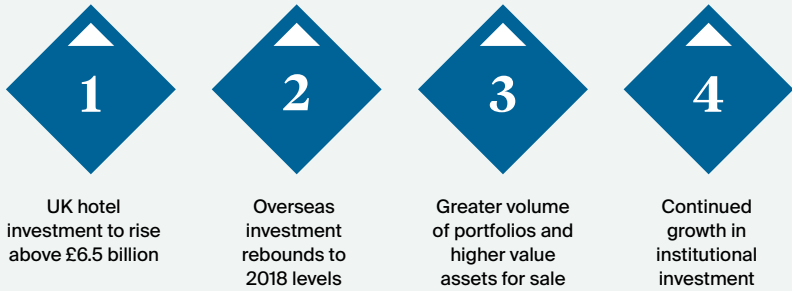 1
UK hotel
investment to rise
above £6.5 billion
2
Overseas
investment
rebounds to
2018 levels
3
Greater volume
of portfolios and
higher value
assets for sale
4
Continued
growth in
institutional
investment